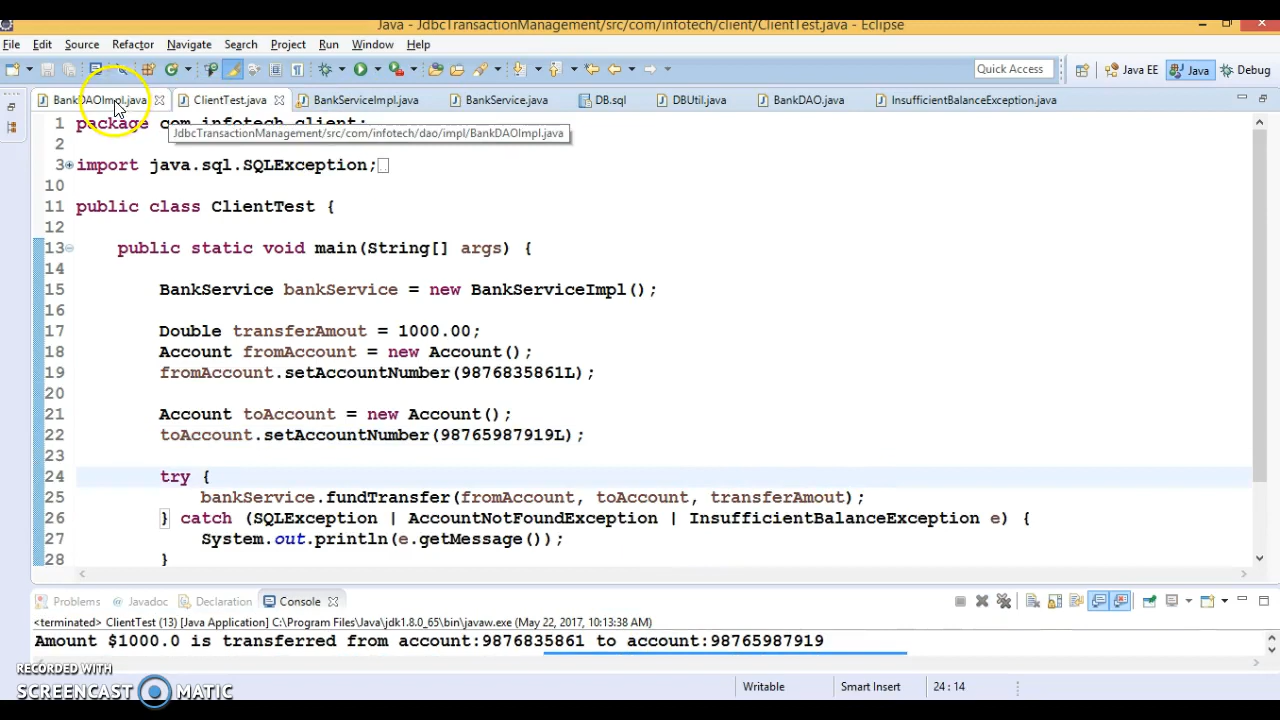 Java - JdbcTransactionManagement/src/com/infotech/client/ClientTest.java - Eclipse
File Edit Source Refactor Navigate Search Project Run Window Help
Quick Access Java EE Java Debug
BankDAOImpl.java ClientTest.java BankServiceImpl.java BankService.java DB.sql DBUtil.java BankDAO.java InsufficientBalanceException.java
1 package com.infotech.client;
JdbcTransactionManagement/src/com/infotech/dao/impl/BankDAOImpl.java
2
3 import java.sql.SQLException;
10
11 public class ClientTest {
12
13 public static void main(String[] args) {
14
15 BankService bankService = new BankServiceImpl();
16
17 Double transferAmout = 1000.00;
18 Account fromAccount = new Account();
19 fromAccount.setAccountNumber(9876835861L);
20
21 Account toAccount = new Account();
22 toAccount.setAccountNumber(98765987919L);
23
24 try {
25 bankService.fundTransfer(fromAccount, toAccount, transferAmout);
26 } catch (SQLException | AccountNotFoundException | InsufficientBalanceException e) {
27 System.out.println(e.getMessage());
28 }
Problems Javadoc Declaration Console
<terminated> ClientTest (13) [Java Application] C:\Program Files\Java\jdk1.8.0_65\bin\javaw.exe (May 22, 2017, 10:13:38 AM)
Amount $1000.0 is transferred from account:9876835861 to account:98765987919
RECORDED WITH
SCREENCAST MATIC
Writable Smart Insert 24 : 14